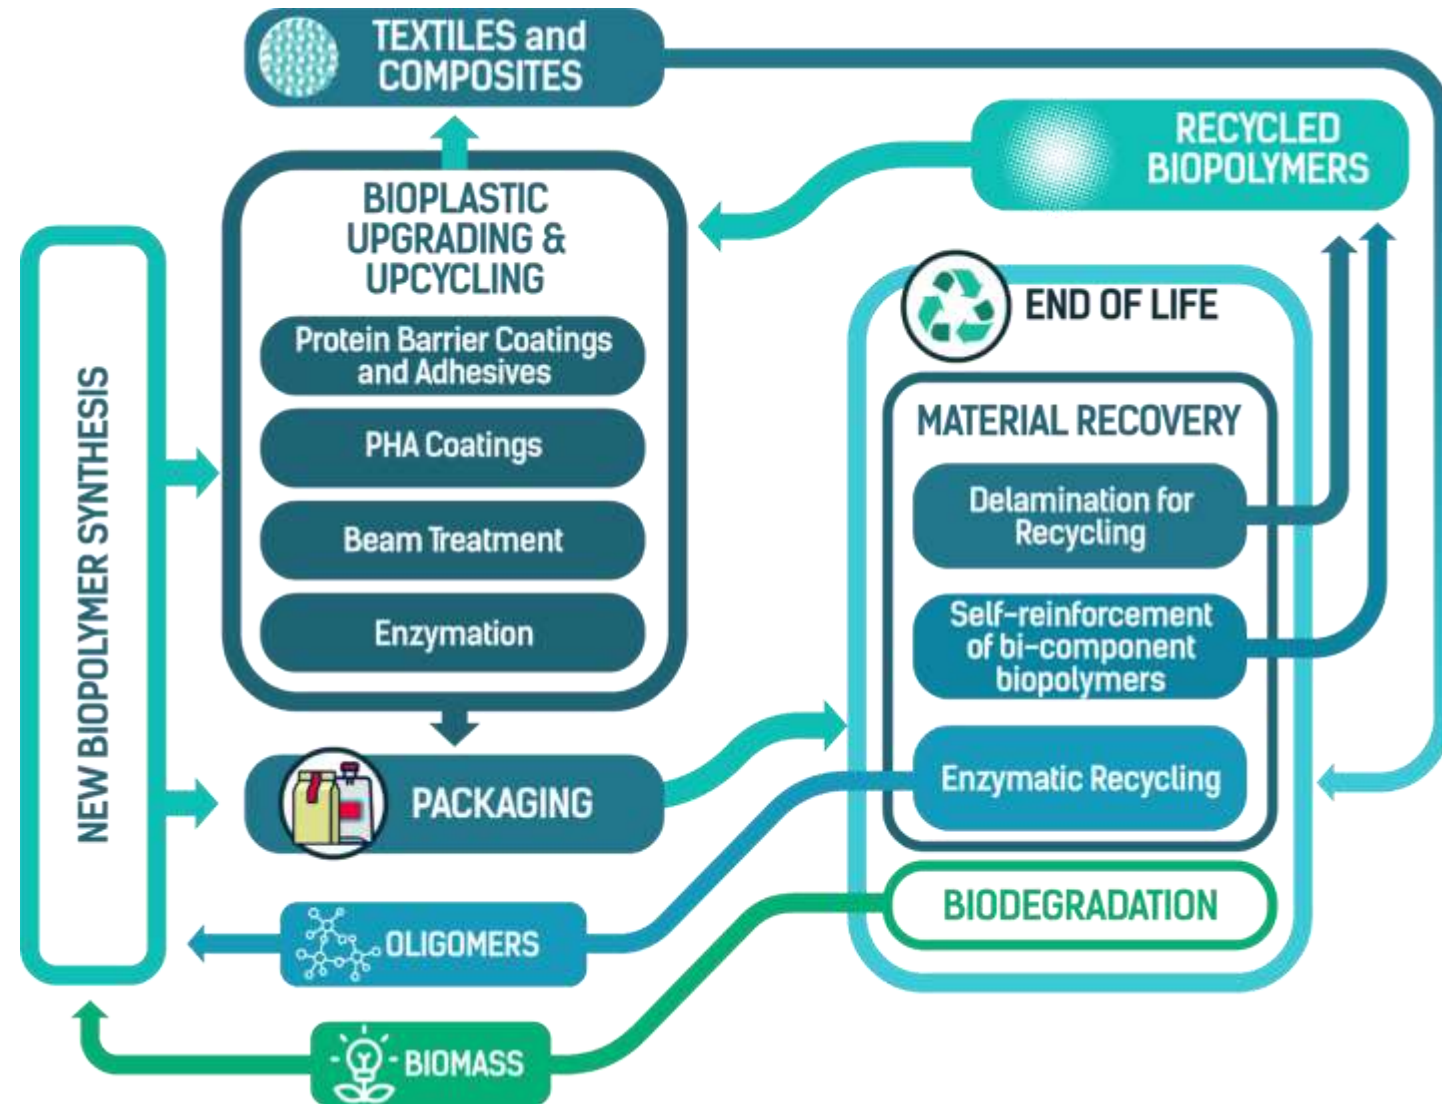 TEXTILES and
COMPOSITES
RECYCLED
BIOPOLYMERS
BIOPLASTIC
UPGRADING &
UPCYCLING
Protein Barrier Coatings
and Adhesives
PHA Coatings
Beam Treatment
Enzymation
NEW BIOPOLYMER SYNTHESIS
PACKAGING
END OF LIFE
MATERIAL RECOVERY
Delamination for
Recycling
Self-reinforcement
of bi-component
biopolymers
Enzymatic Recycling
BIODEGRADATION
OLIGOMERS
BIOMASS